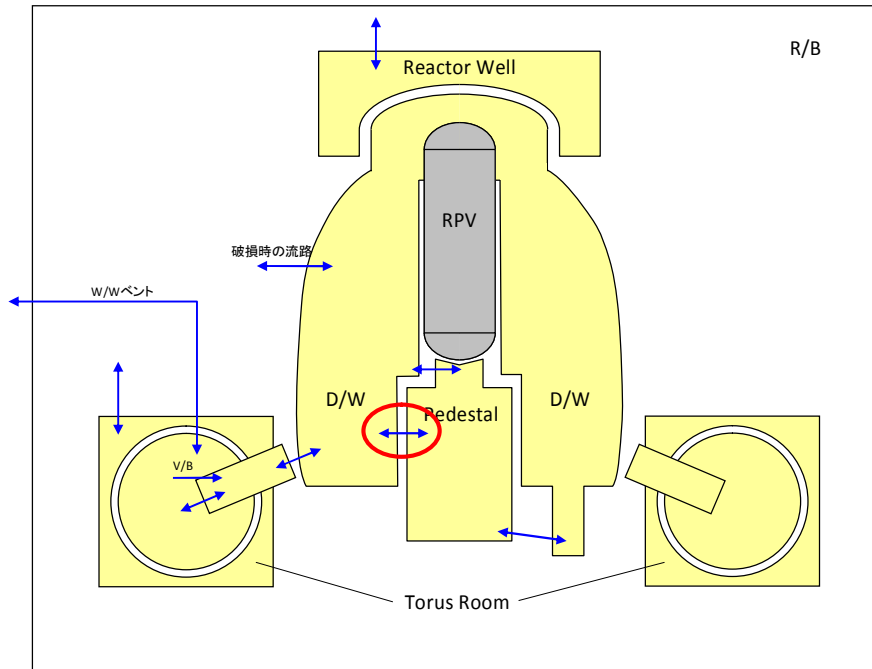 R/B
Reactor Well
RPV
破損時の流路
W/Wベント
D/W
Pedestal
D/W
V/B
Torus Room